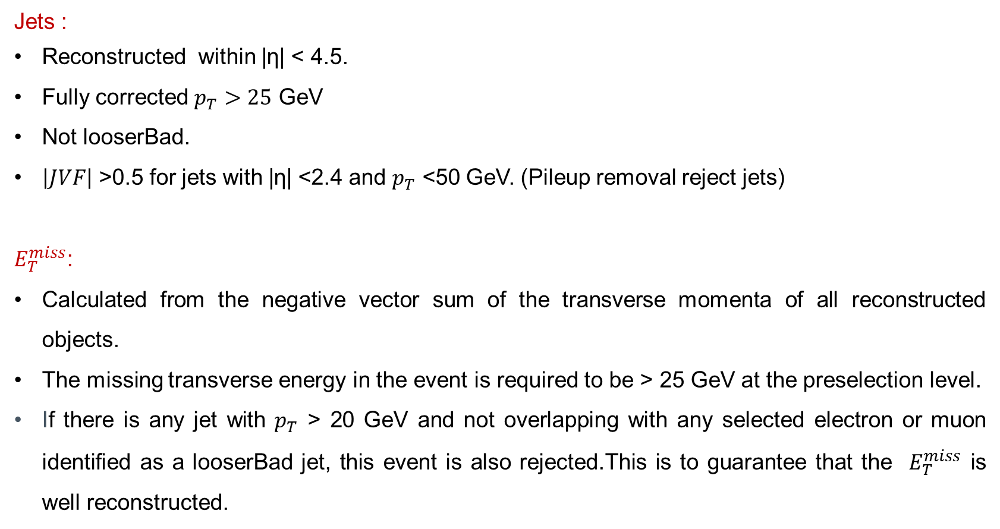 Jets :
• Reconstructed within |η| < 4.5.
• Fully corrected $p_T > 25$ GeV
• Not looserBad.
• $|JVF|$ >0.5 for jets with |η| <2.4 and $p_T$ <50 GeV. (Pileup removal reject jets)
$E_T^{miss}$:
• Calculated from the negative vector sum of the transverse momenta of all reconstructed
objects.
• The missing transverse energy in the event is required to be > 25 GeV at the preselection level.
• If there is any jet with $p_T$ > 20 GeV and not overlapping with any selected electron or muon
identified as a looserBad jet, this event is also rejected.This is to guarantee that the $E_T^{miss}$ is
well reconstructed.